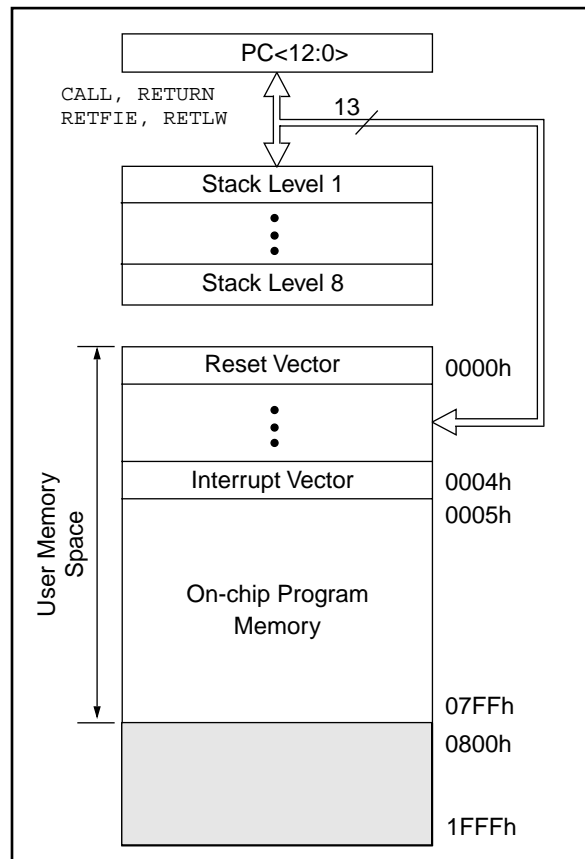 PC<12:0>
CALL, RETURN
RETFIE, RETLW
13
Stack Level 1
Stack Level 8
Reset Vector
0000h
Interrupt Vector
0004h
0005h
User Memory
Space
On-chip Program
Memory
07FFh
0800h
1FFFh